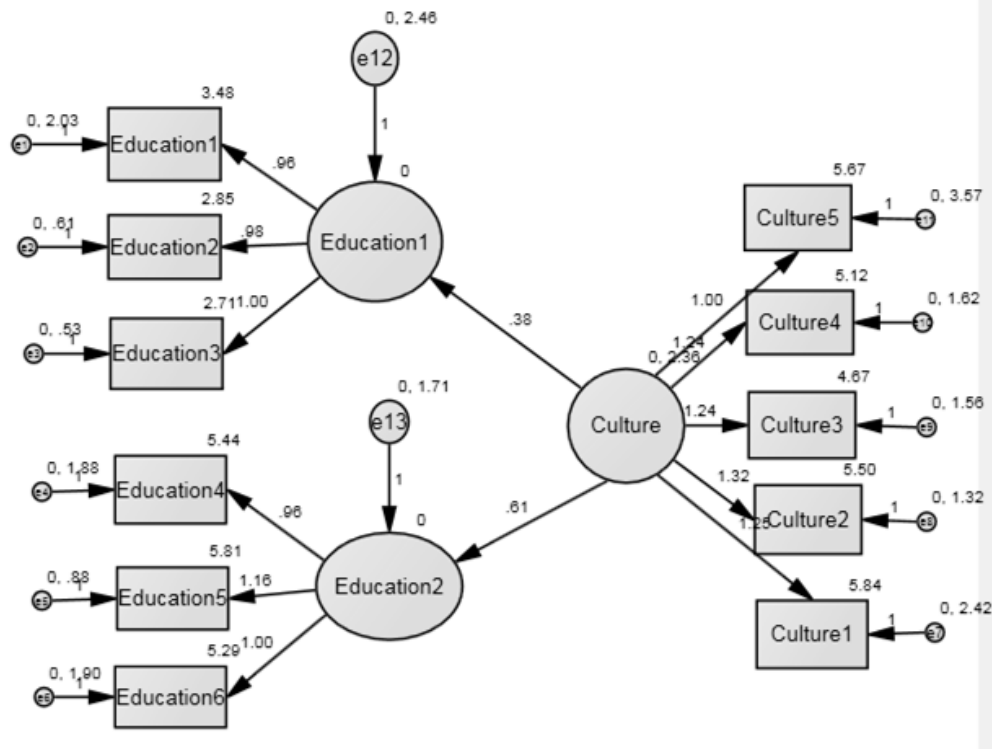 0, 2.46
e12
1
3.48
0, 2.03
1
e1
Education1
.96
0
2.85
0, .61
1
e2
Education2
.98
Education1
2.71
1.00
0, .53
1
e3
Education3
.38
0, 1.71
e13
1
5.44
0, 1.88
1
e4
Education4
.96
0
5.81
0, .88
1
e5
Education5
1.16
Education2
5.29
1.00
0, 1.90
1
e6
Education6
.61
0, 2.36
Culture
5.67
Culture5
1
0, 3.57
e11
1.00
5.12
Culture4
1
0, 1.62
e10
1.24
4.67
1.24
Culture3
1
0, 1.56
e9
5.50
1.32
Culture2
1
0, 1.32
e8
5.84
Culture1
1
0, 2.42
e7